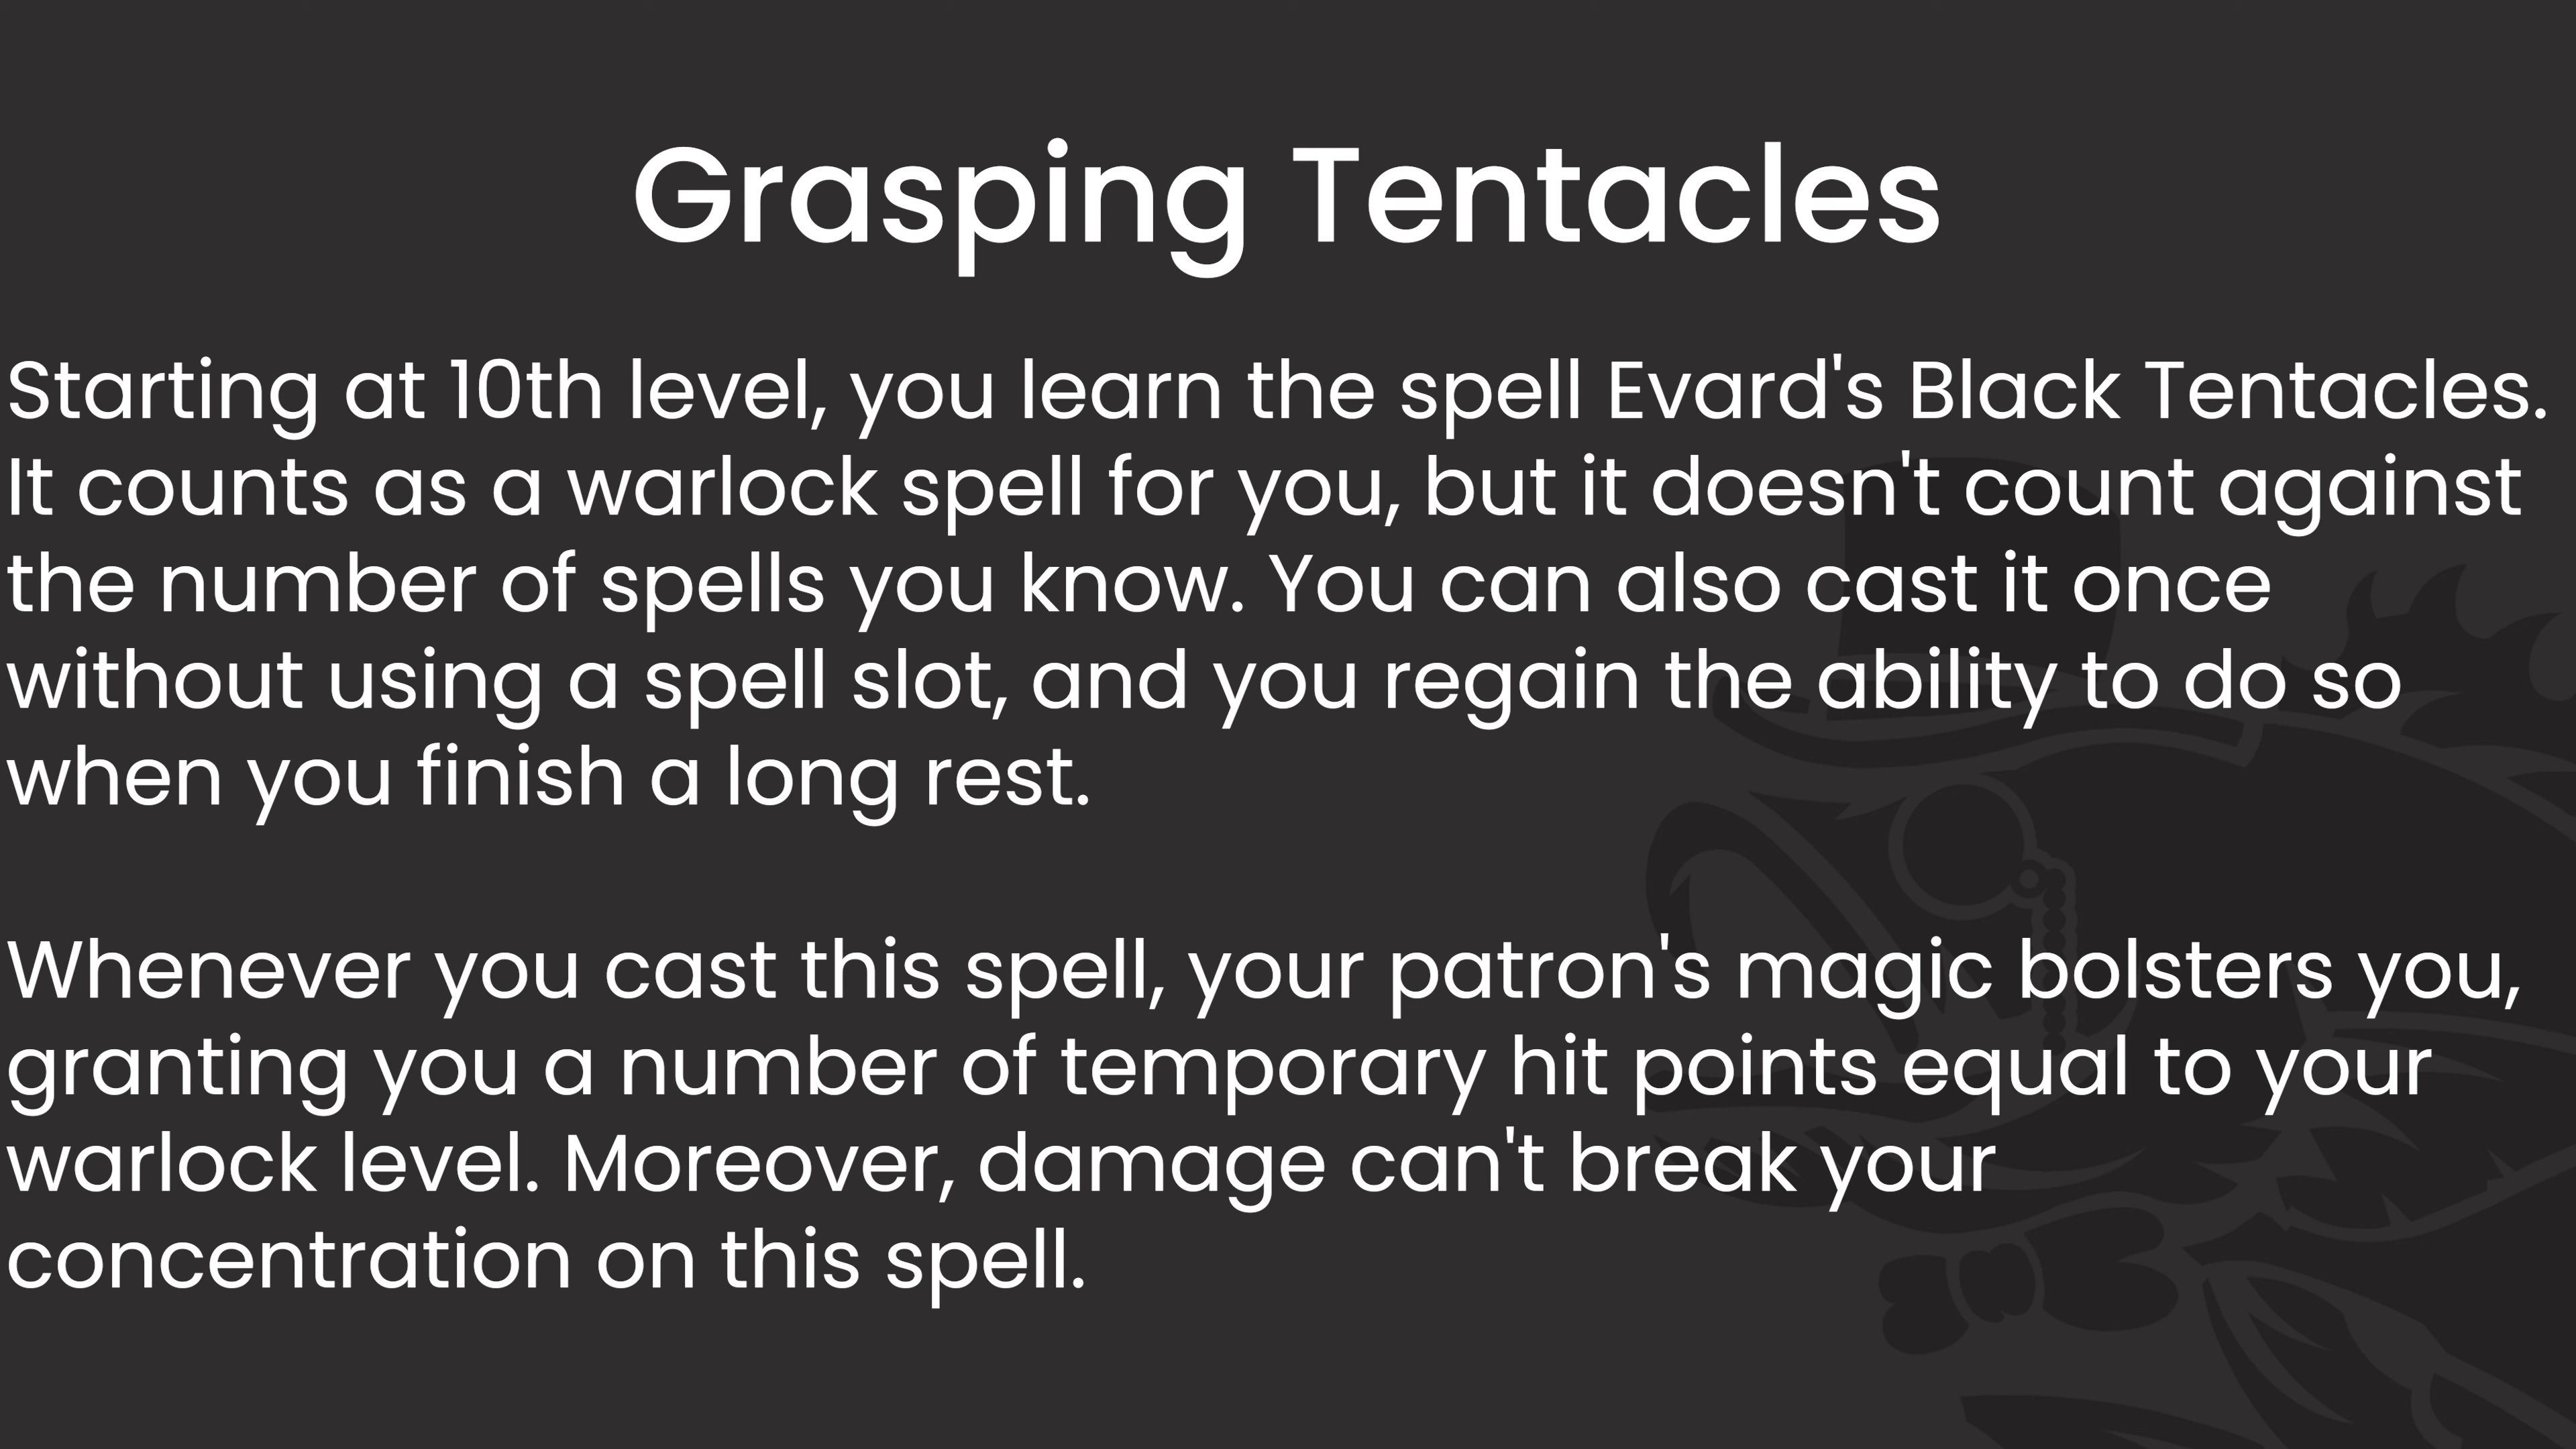 Grasping Tentacles
Starting at 10th level, you learn the spell Evard's Black Tentacles.
It counts as a warlock spell for you, but it doesn't count against
the number of spells you know. You can also cast it once
without using a spell slot, and you regain the ability to do so
when you finish a long rest.
Whenever you cast this spell, your patron's magic bolsters you,
granting you a number of temporary hit points equal to your
warlock level. Moreover, damage can't break your
concentration on this spell.